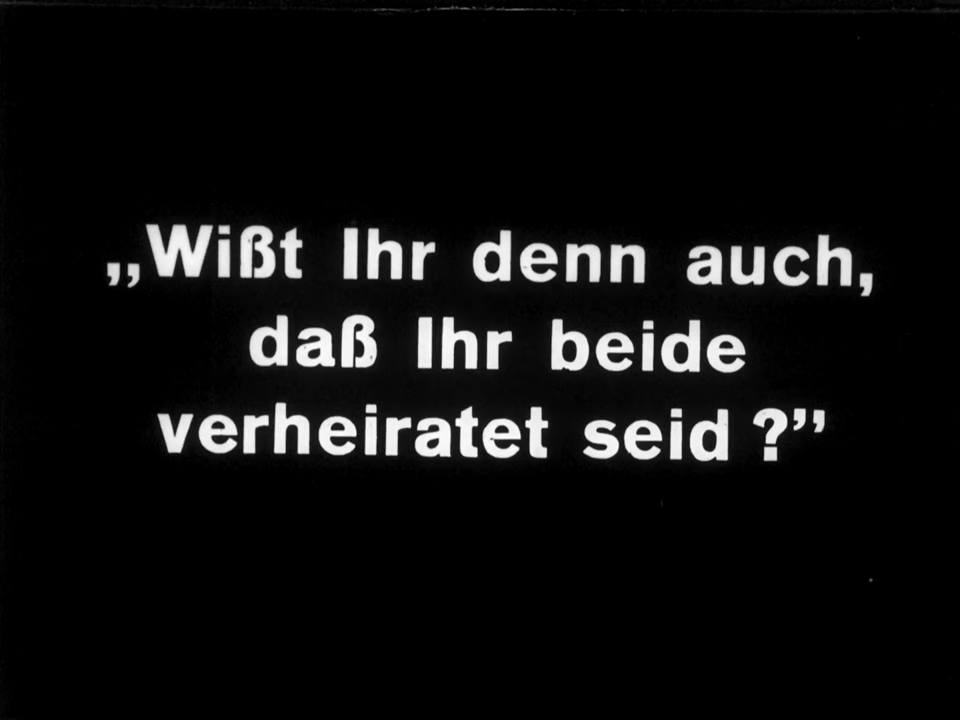 „Wißt Ihr denn auch,
daß Ihr beide
verheiratet seid ?”